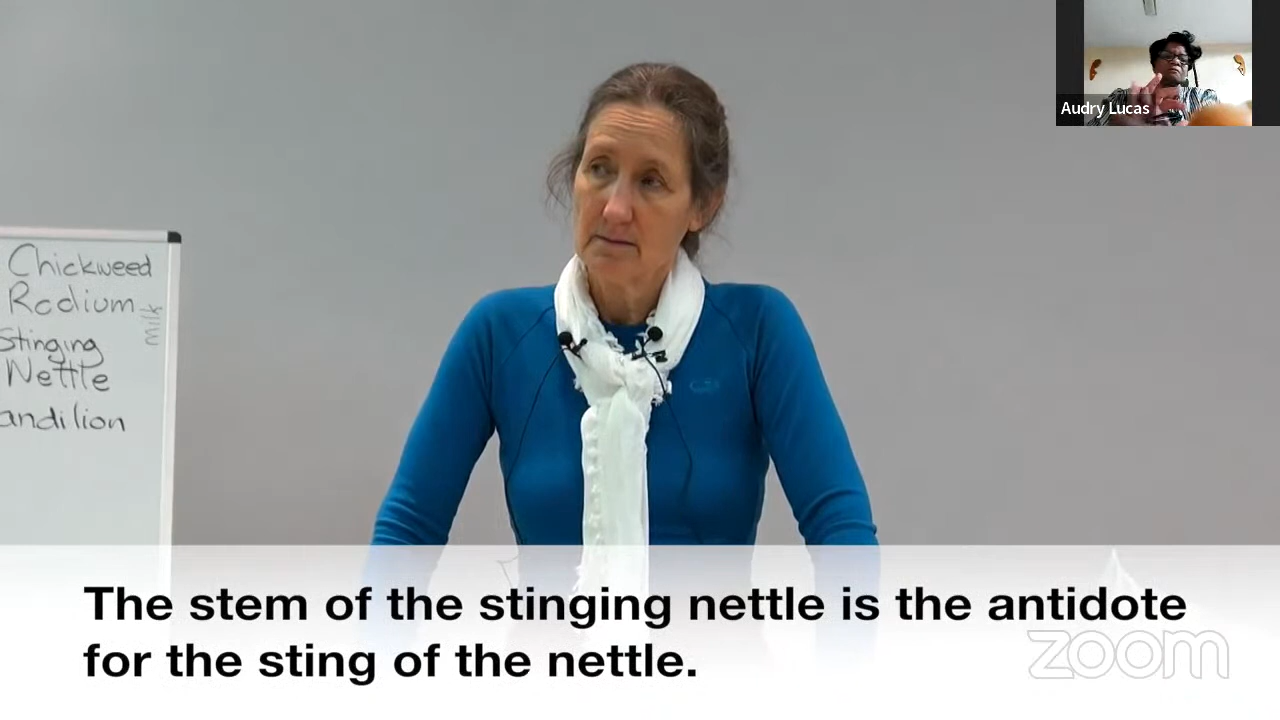 Audry Lucas
Chickweed
Radium
milk
Stinging
Nettle
andilion
The stem of the stinging nettle is the antidote
for the sting of the nettle.
zoom